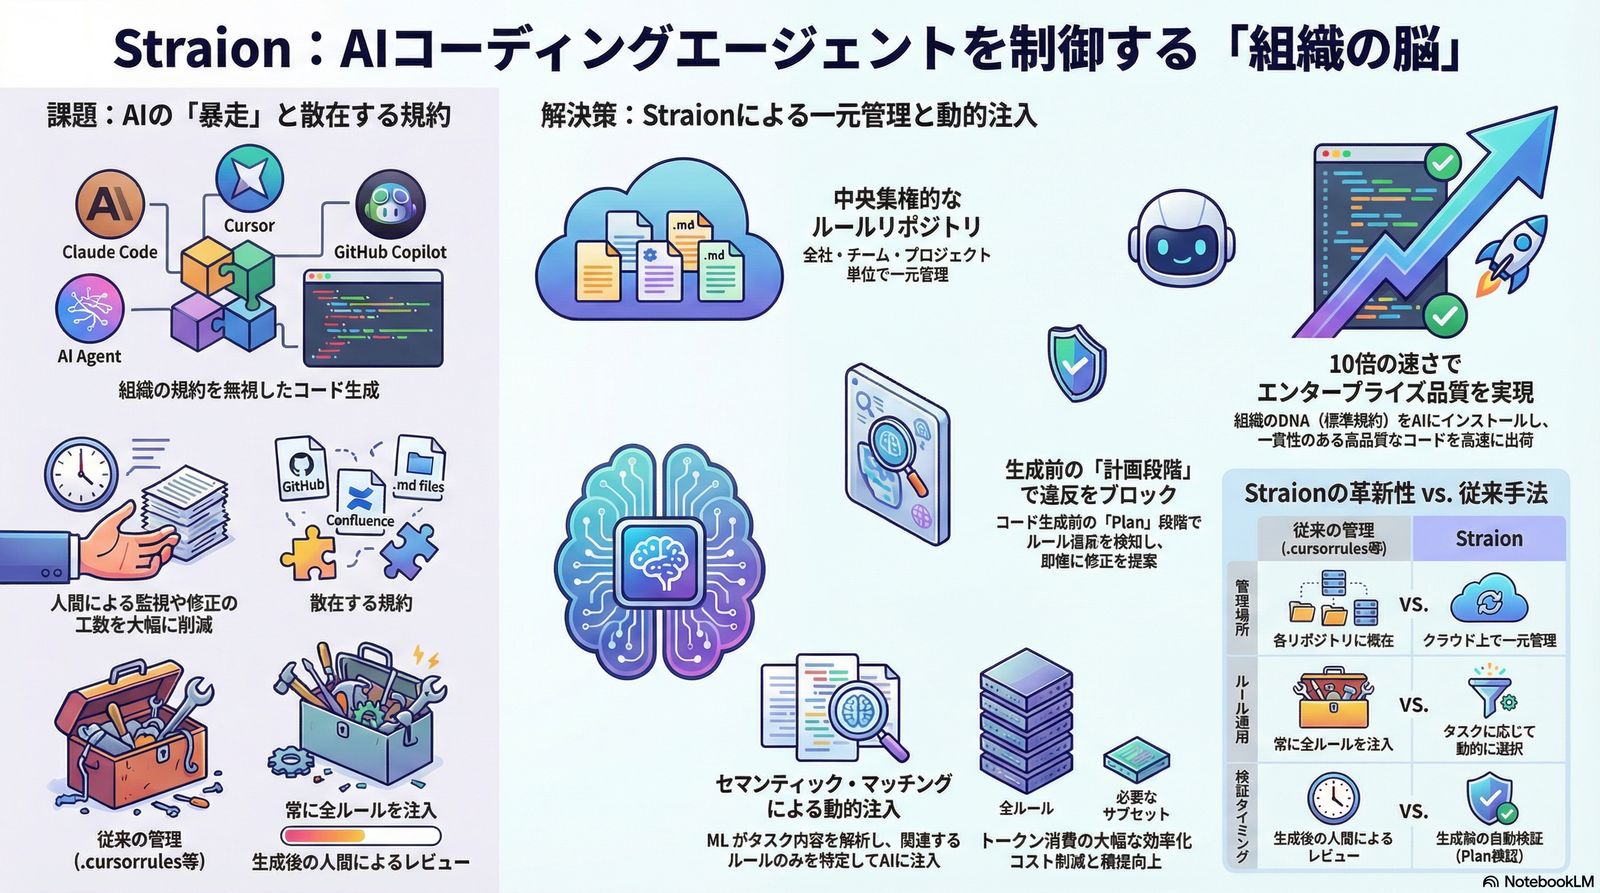 Straion：AIコーディングエージェントを制御する「組織の脳」
課題：AIの「暴走」と散在する規約
Claude Code
Cursor
GitHub Copilot
AI Agent
組織の規約を無視したコード生成
人間による監視や修正の
工数を大幅に削減
GitHub
Confluence
.md files
散在する規約
従来の管理
(.cursorrules等)
常に全ルールを注入
生成後の人間によるレビュー
解決策：Straionによる一元管理と動的注入
.md
.md
中央集権的な
ルールリポジトリ
全社・チーム・プロジェクト
単位で一元管理
生成前の「計画段階」
で違反をブロック
コード生成前の「Plan」段階で
ルール を検知し、
即 に修正を提案
セマンティック・マッチング
による動的注入
ML がタスク内容を解析し、関連する
ルールのみを特定してAIに注入
全ルール
必要な
サブセット
トークン消費の大幅な効率化
コスト削減と積提向上
10倍の速さで
エンタープライズ品質を実現
組織のDNA（標準規約）をAIにインストールし、
一貫性のある高品質なコードを高速に出荷
Straionの革新性 vs. 従来手法
従来の管理
(.cursorrules等)
Straion
管理場所
各リポジトリに概在
vs.
クラウド上で一元管理
ルール適用
常に全ルールを注入
vs.
タスクに応じて
動的に選択
検証タイミング
生成後の人間による
レビュー
vs.
生成前の自動検証
(Plan )
NotebookLM